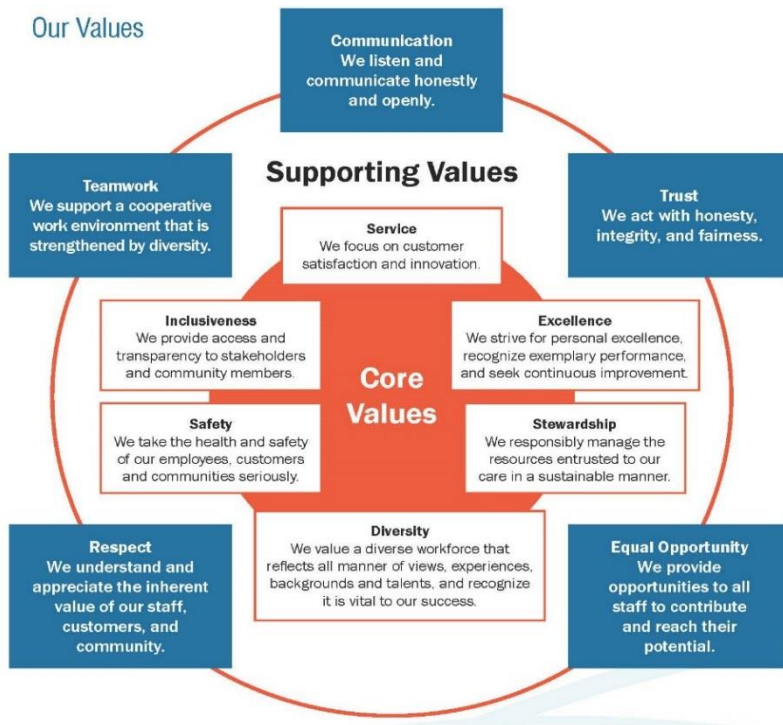 Our Values
Communication
We listen and
communicate honestly
and openly.
Teamwork
We support a cooperative
work environment that is
strengthened by diversity.
Supporting Values
Trust
We act with honesty,
integrity, and fairness.
Service
We focus on customer
satisfaction and innovation.
Inclusiveness
We provide access and
transparency to stakeholders
and community members.
Excellence
We strive for personal excellence,
recognize exemplary performance,
and seek continuous improvement.
Core
Values
Safety
We take the health and safety
of our employees, customers
and communities seriously.
Stewardship
We responsibly manage the
resources entrusted to our
care in a sustainable manner.
Diversity
We value a diverse workforce that
reflects all manner of views, experiences,
backgrounds and talents, and recognize
it is vital to our success.
Respect
We understand and
appreciate the inherent
value of our staff,
customers, and
community.
Equal Opportunity
We provide
opportunities to all
staff to contribute
and reach their
potential.